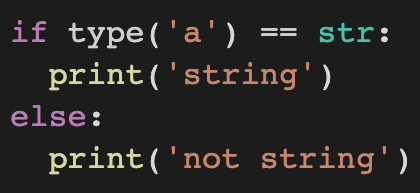 if type('a') == str:
  print('string')
else:
  print('not string')